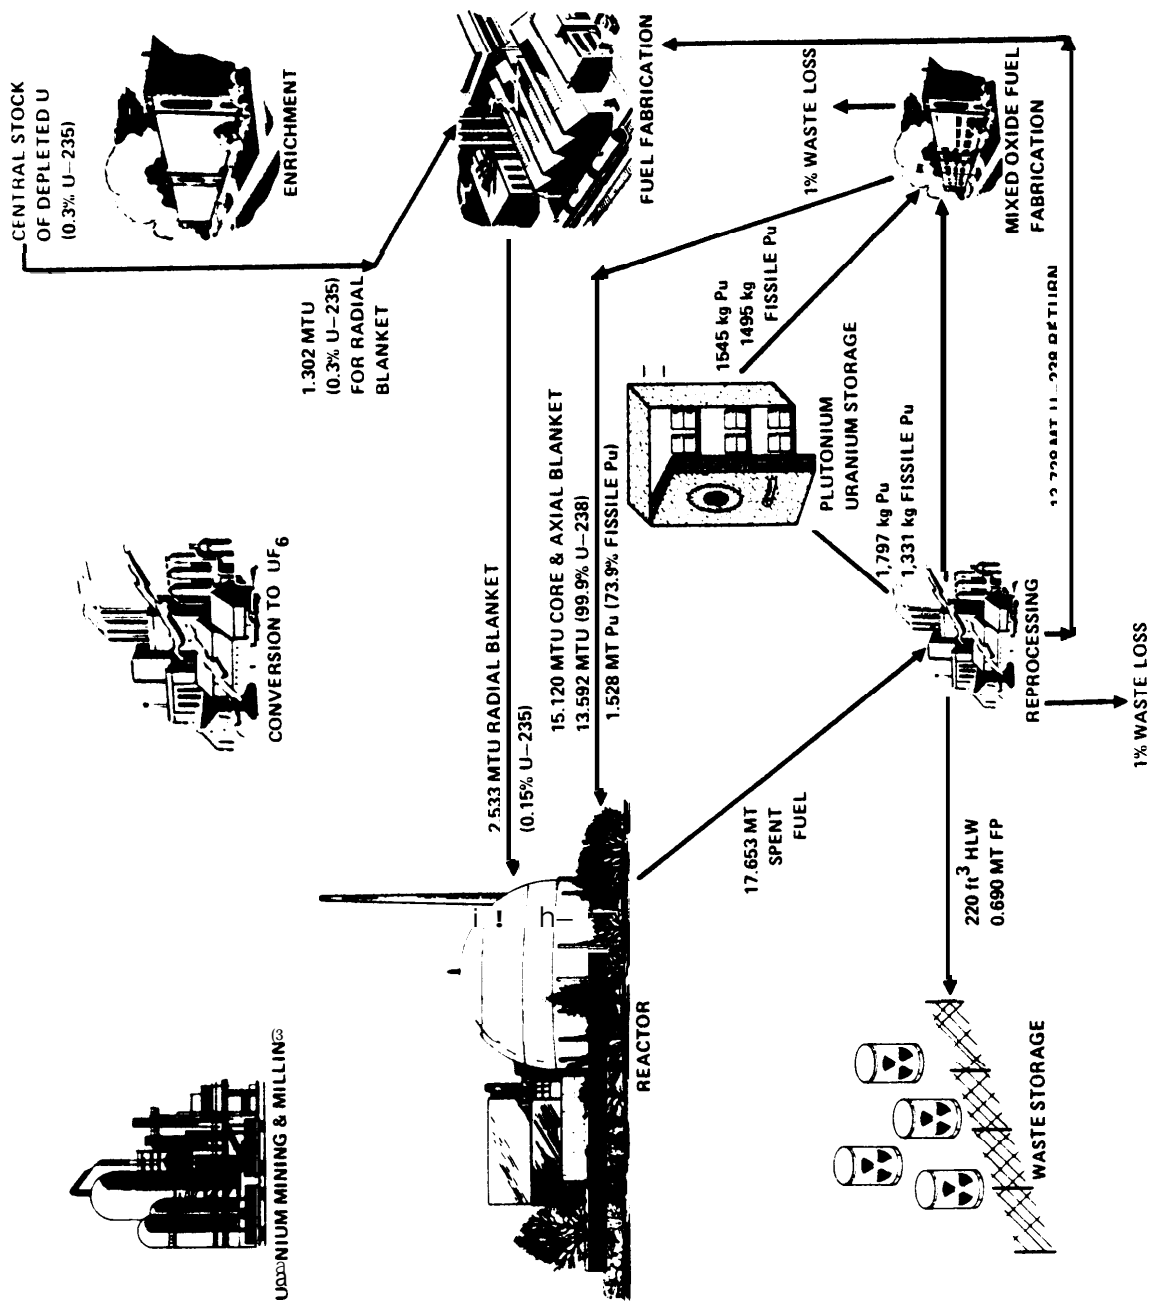 URANIUM MINING & MILLING
CONVERSION TO UF6
ENRICHMENT
CENTRAL STOCK
OF DEPLETED U
(0.3% U-235)
1.302 MTU
(0.3% U-235)
FOR RADIAL
BLANKET
2.533 MTU RADIAL BLANKET
(0.15% U-235)
FUEL FABRICATION
15.120 MTU CORE & AXIAL BLANKET
13.592 MTU (99.9% U-238)
1.528 MT Pu (73.9% FISSILE Pu)
REACTOR
17.653 MT
SPENT
FUEL
1545 kg Pu
1495 kg
FISSILE Pu
1% WASTE LOSS
PLUTONIUM
URANIUM STORAGE
1,797 kg Pu
1,331 kg FISSILE Pu
MIXED OXIDE FUEL
FABRICATION
220 ft3 HLW
0.690 MT FP
REPROCESSING
WASTE STORAGE
MT U-238 RETURN
1% WASTE LOSS